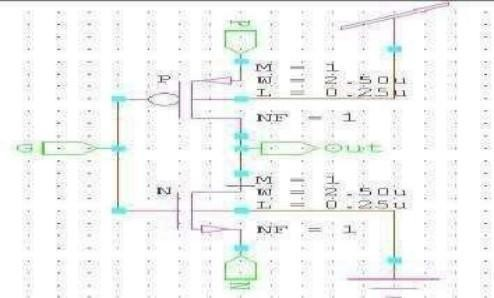 P
P
M = 1
W = 2.50u
L = 0.25u
NF = 1
G
Out
N
M = 1
W = 2.50u
L = 0.25u
NF = 1
N